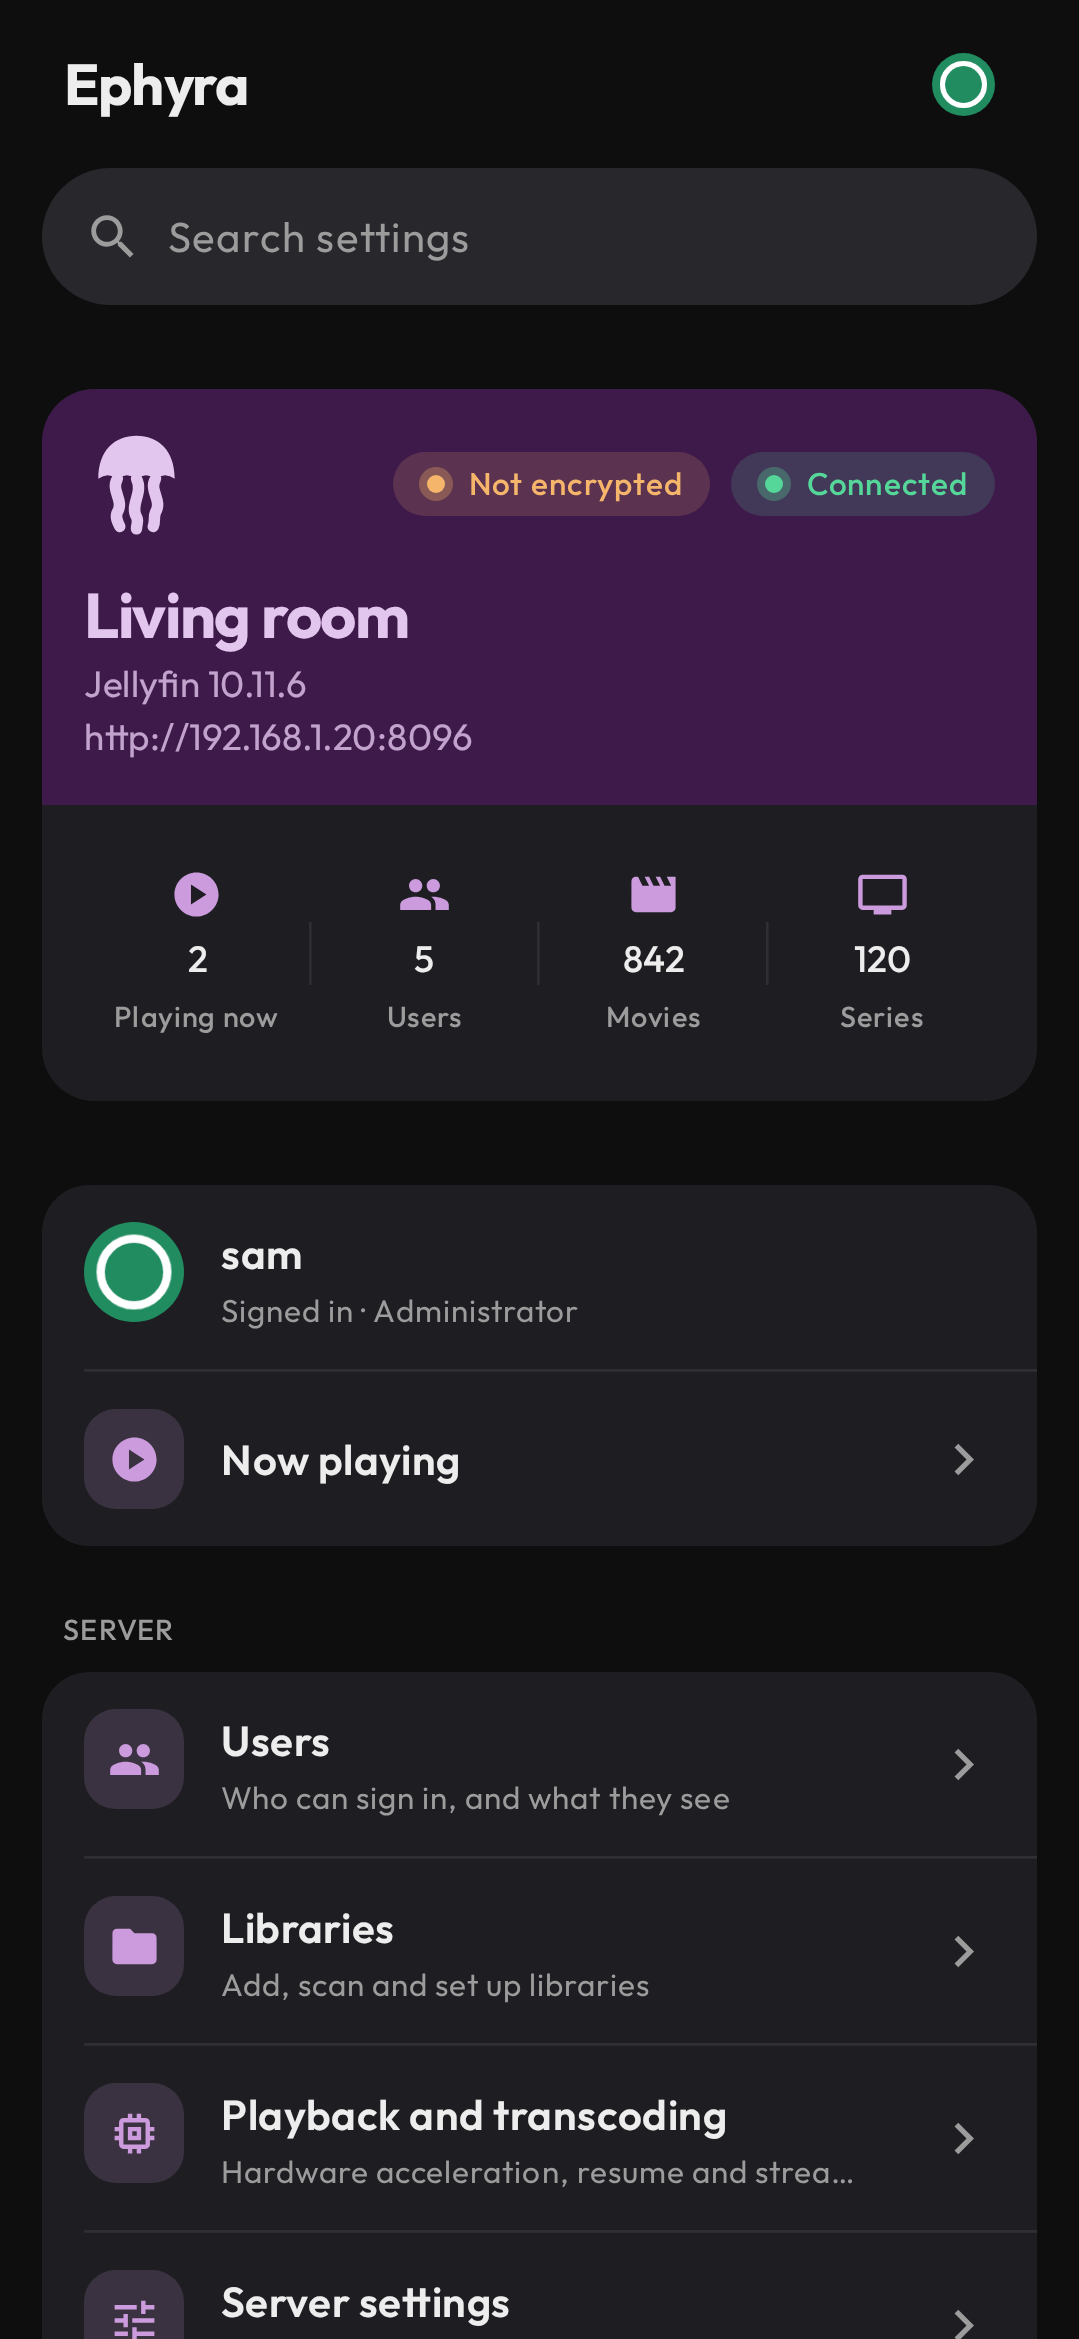 Ephyra
Search settings
Not encrypted
Connected
Living room
Jellyfin 10.11.6
http://192.168.1.20:8096
2
Playing now
5
Users
842
Movies
120
Series
sam
Signed in · Administrator
Now playing
SERVER
Users
Who can sign in, and what they see
Libraries
Add, scan and set up libraries
Playback and transcoding
Hardware acceleration, resume and strea…
Server settings